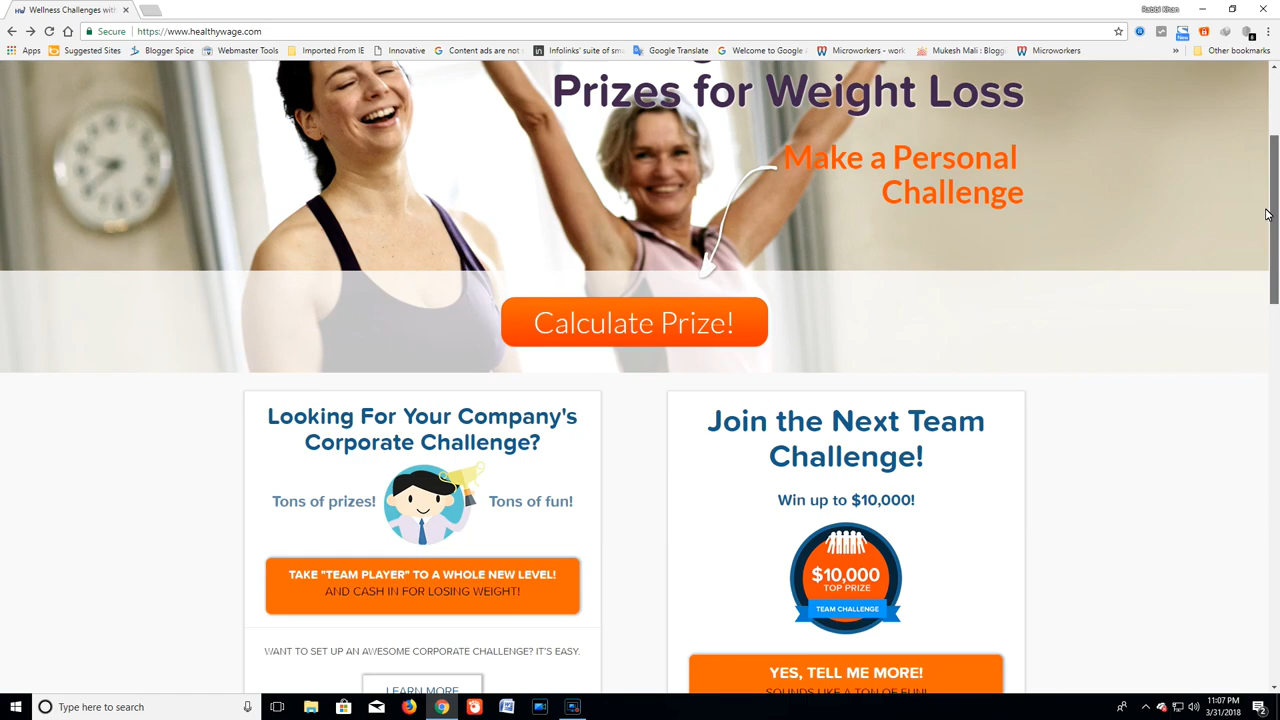 Wellness Challenges with
Rabbi Khan
Secure
https://www.healthywage.com
Apps
Suggested Sites
Blogger Spice
Webmaster Tools
Imported From IE
Innovative
Content ads are not
Infolinks' suite of sma
Google Translate
Welcome to Google
Microworkers - work
Mukesh Mali : Blogg
Microworkers
Other bookmarks
New
Prizes for Weight Loss
Make a Personal
Challenge
Calculate Prize!
Looking For Your Company's
Corporate Challenge?
Tons of prizes!
Tons of fun!
TAKE "TEAM PLAYER" TO A WHOLE NEW LEVEL!
AND CASH IN FOR LOSING WEIGHT!
WANT TO SET UP AN AWESOME CORPORATE CHALLENGE? IT'S EASY.
LEARN MORE
Join the Next Team
Challenge!
Win up to $10,000!
$10,000
TOP PRIZE
TEAM CHALLENGE
YES, TELL ME MORE!
SOUNDS LIKE A TON OF FUN!
Type here to search
11:07 PM
3/31/2018
2